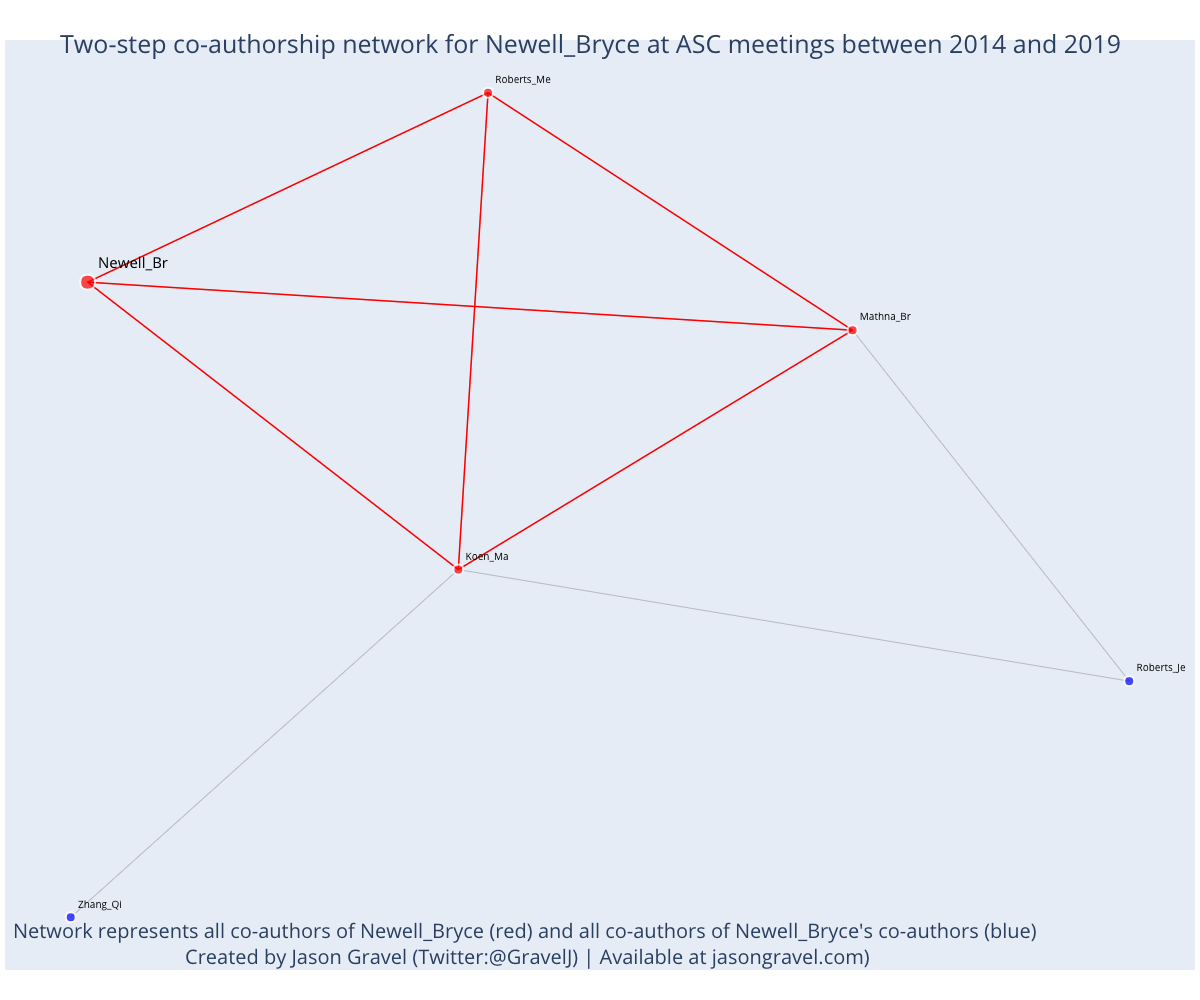 Two-step co-authorship network for Newell_Bryce at ASC meetings between 2014 and 2019
Roberts_Me
Newell_Br
Mathna_Br
Koen_Ma
Roberts_Je
Zhang_Qi
Network represents all co-authors of Newell_Bryce (red) and all co-authors of Newell_Bryce's co-authors (blue)
Created by Jason Gravel (Twitter:@GravelJ) | Available at jasongravel.com)